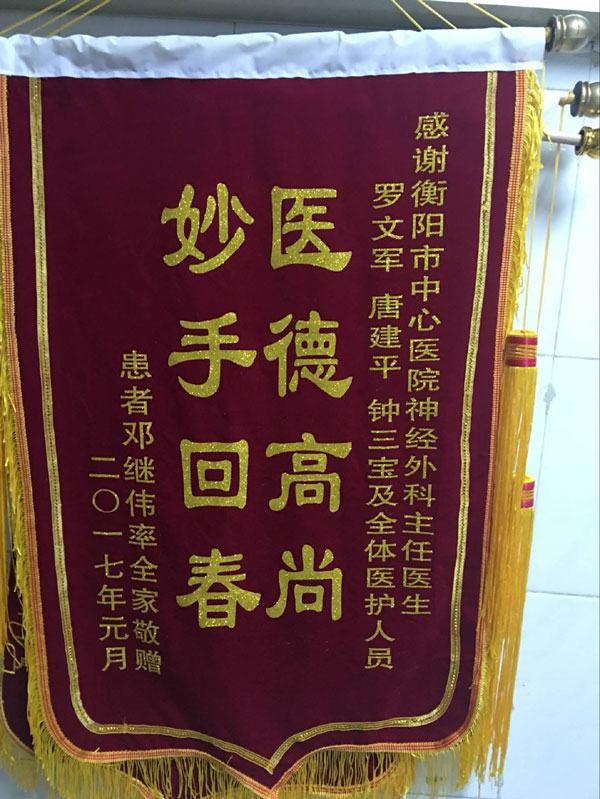 感谢衡阳市中心医院神经外科主任医生
罗文军 唐建平 钟三宝及全体医护人员
医德高尚
妙手回春
患者邓继伟率全家敬赠
二〇一七年元月